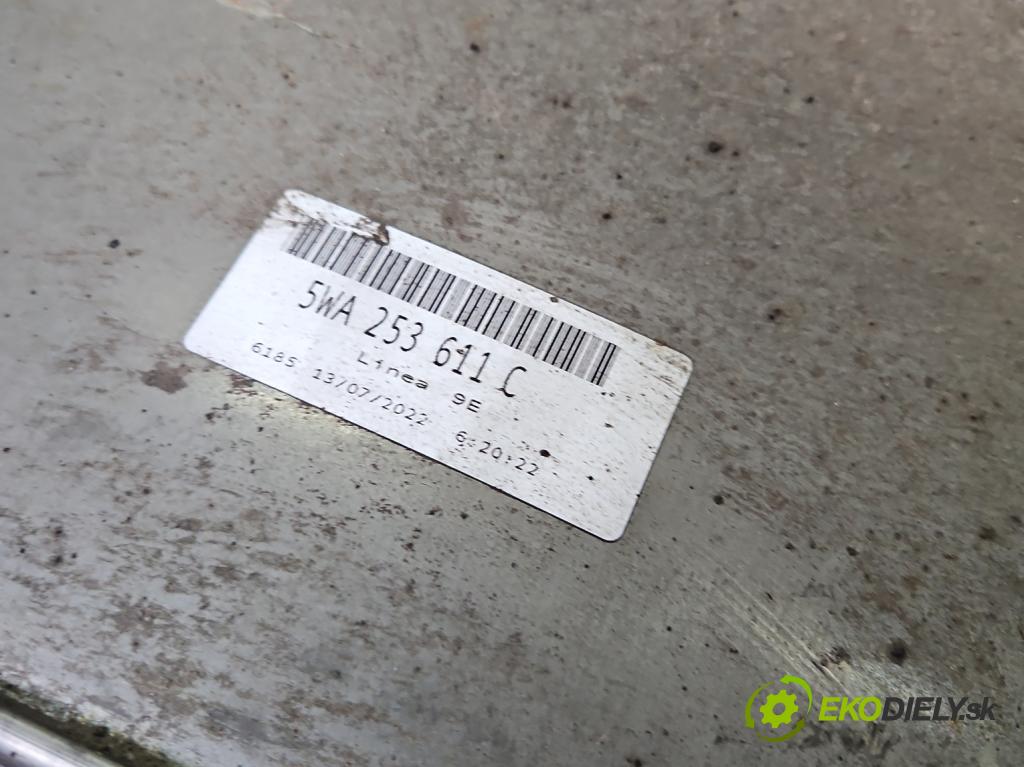 5WA 253 611 C
Linea 9E
6185 13/07/2022 6:20:22
EKODIELY.sk